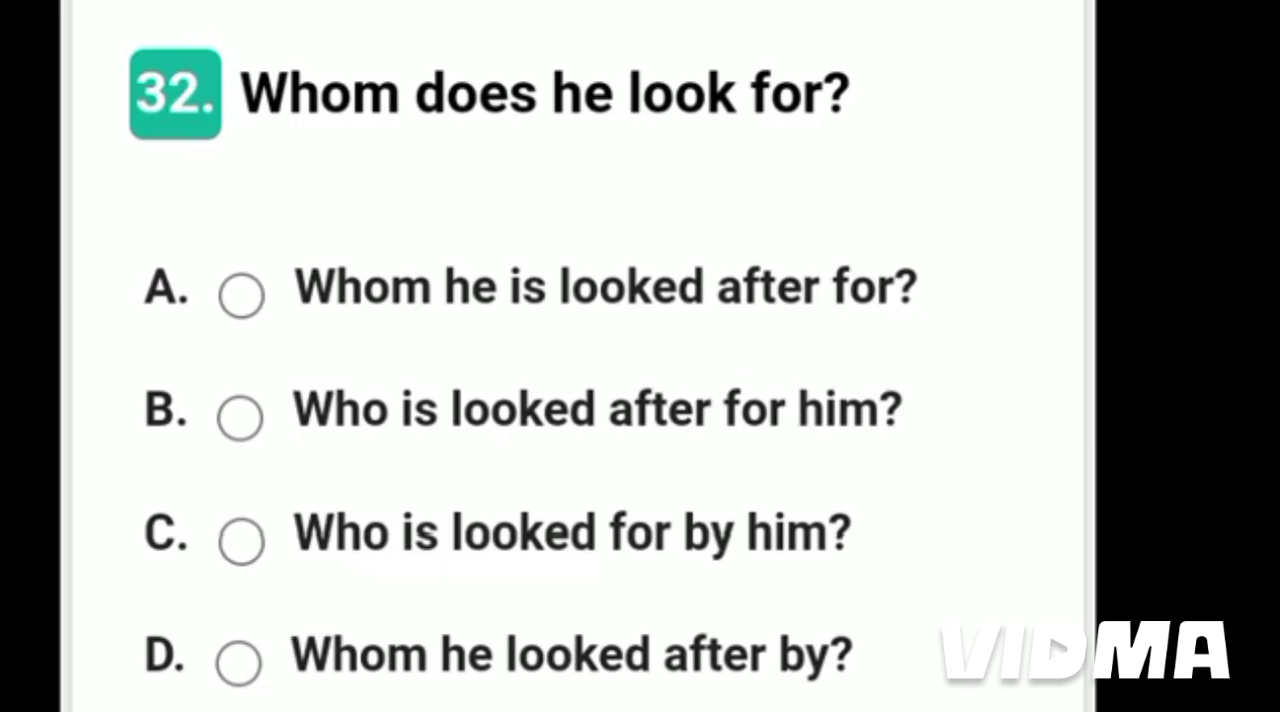 32. Whom does he look for?
A. Whom he is looked after for?
B. Who is looked after for him?
C. Who is looked for by him?
D. Whom he looked after by?
VIDMA